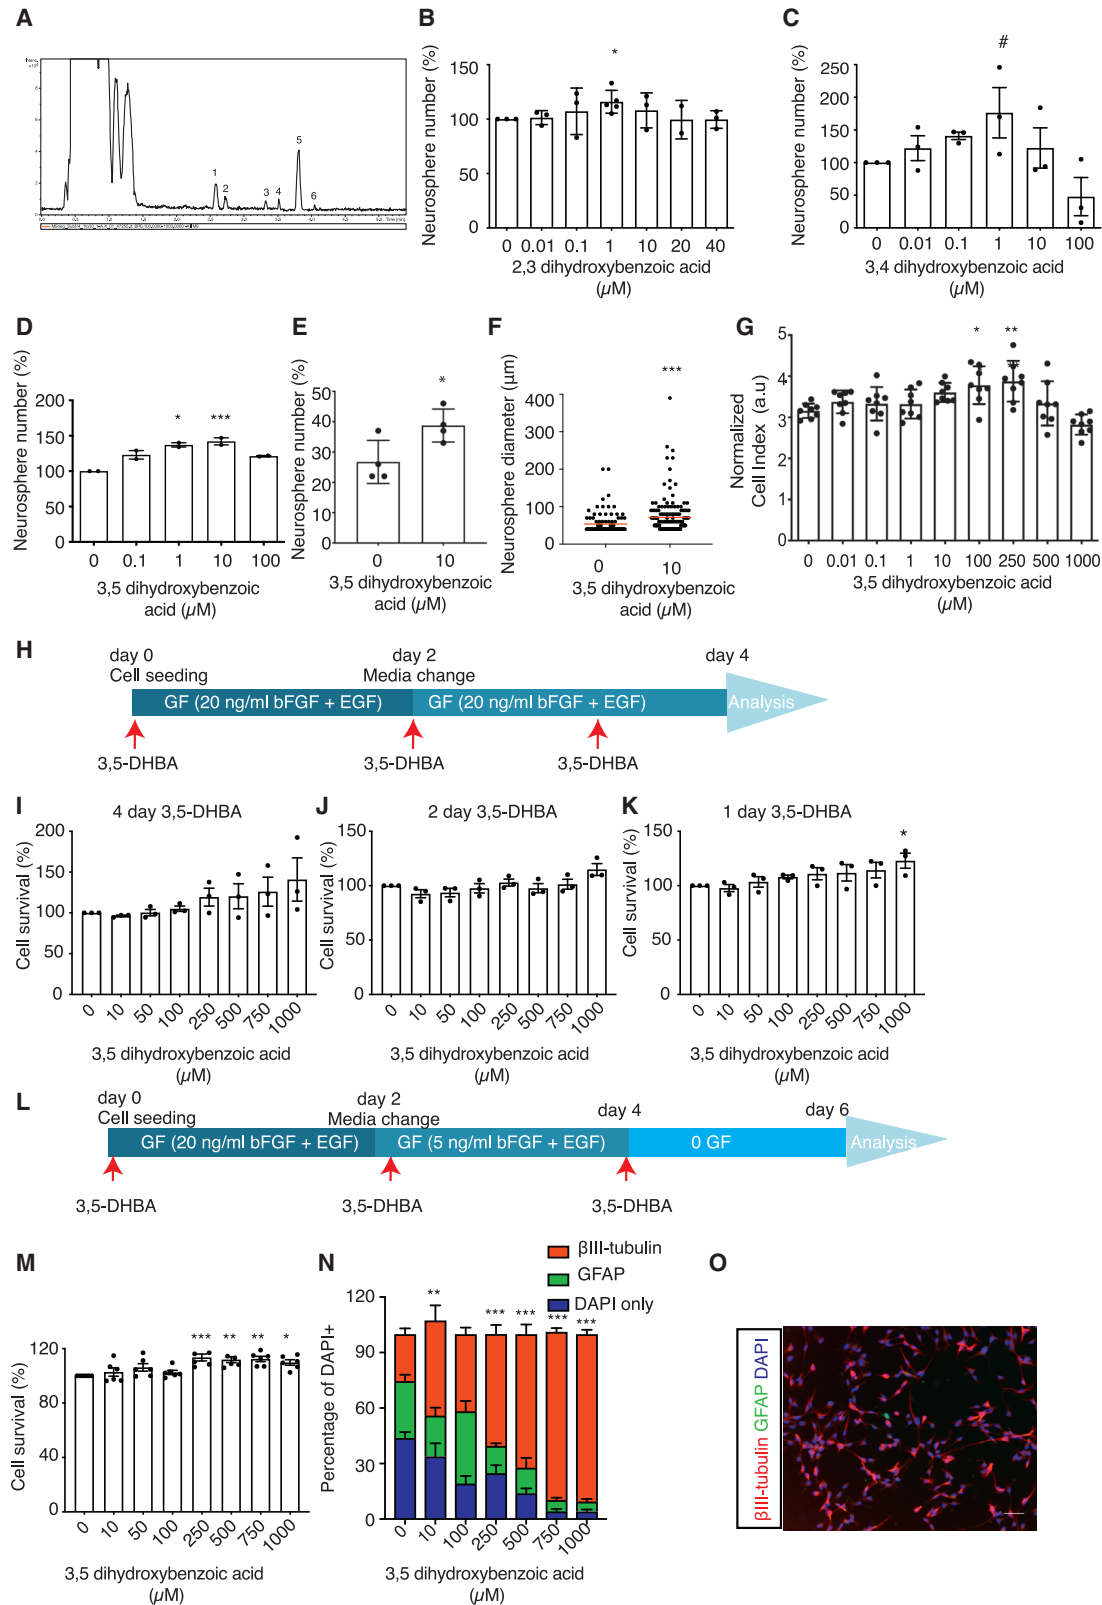 A
1
2
3
4
5
6
B
*
Neurosphere number (%)
150
100
50
0
0 0.01 0.1 1 10 20 40
2,3 dihydroxybenzoic acid
(µM)
C
#
Neurosphere number (%)
250
200
150
100
50
0
0 0.01 0.1 1 10 100
3,4 dihydroxybenzoic acid
(µM)
D
* ***
Neurosphere number (%)
200
150
100
50
0
0 0.1 1 10 100
3,5 dihydroxybenzoic
acid (µM)
E
*
Neurosphere number (%)
50
40
30
20
10
0
0 10
3,5 dihydroxybenzoic
acid (µM)
F
***
Neurosphere diameter (µm)
400
300
200
100
0
0 10
3,5 dihydroxybenzoic
acid (µM)
G
* **
Normalized
Cell Index (a.u)
5
4
3
2
1
0
0 0.01 0.1 1 10 100 250 500 1000
3,5 dihydroxybenzoic acid
(µM)
H
day 0 day 2 day 4
Cell seeding Media change
GF (20 ng/ml bFGF + EGF) GF (20 ng/ml bFGF + EGF) Analysis
3,5-DHBA 3,5-DHBA 3,5-DHBA
I
4 day 3,5-DHBA
Cell survival (%)
200
150
100
50
0
0 10 50 100 250 500 750 1000
3,5 dihydroxybenzoic acid
(µM)
J
2 day 3,5-DHBA
Cell survival (%)
150
100
50
0
0 10 50 100 250 500 750 1000
3,5 dihydroxybenzoic acid
(µM)
K
1 day 3,5-DHBA
*
Cell survival (%)
150
100
50
0
0 10 50 100 250 500 750 1000
3,5 dihydroxybenzoic acid
(µM)
L
day 0 day 2 day 4 day 6
Cell seeding Media change
GF (20 ng/ml bFGF + EGF) GF (5 ng/ml bFGF + EGF) 0 GF Analysis
3,5-DHBA 3,5-DHBA 3,5-DHBA
M
*** ** ** *
Cell survival (%)
120
80
40
0
0 10 50 100 250 500 750 1000
3,5 dihydroxybenzoic acid
(µM)
N
βIII-tubulin
GFAP
DAPI only
** *** *** *** ***
Percentage of DAPI+
120
90
60
30
0
0 10 100 250 500 750 1000
3,5 dihydroxybenzoic acid
(µM)
O
βIII-tubulin GFAP DAPI